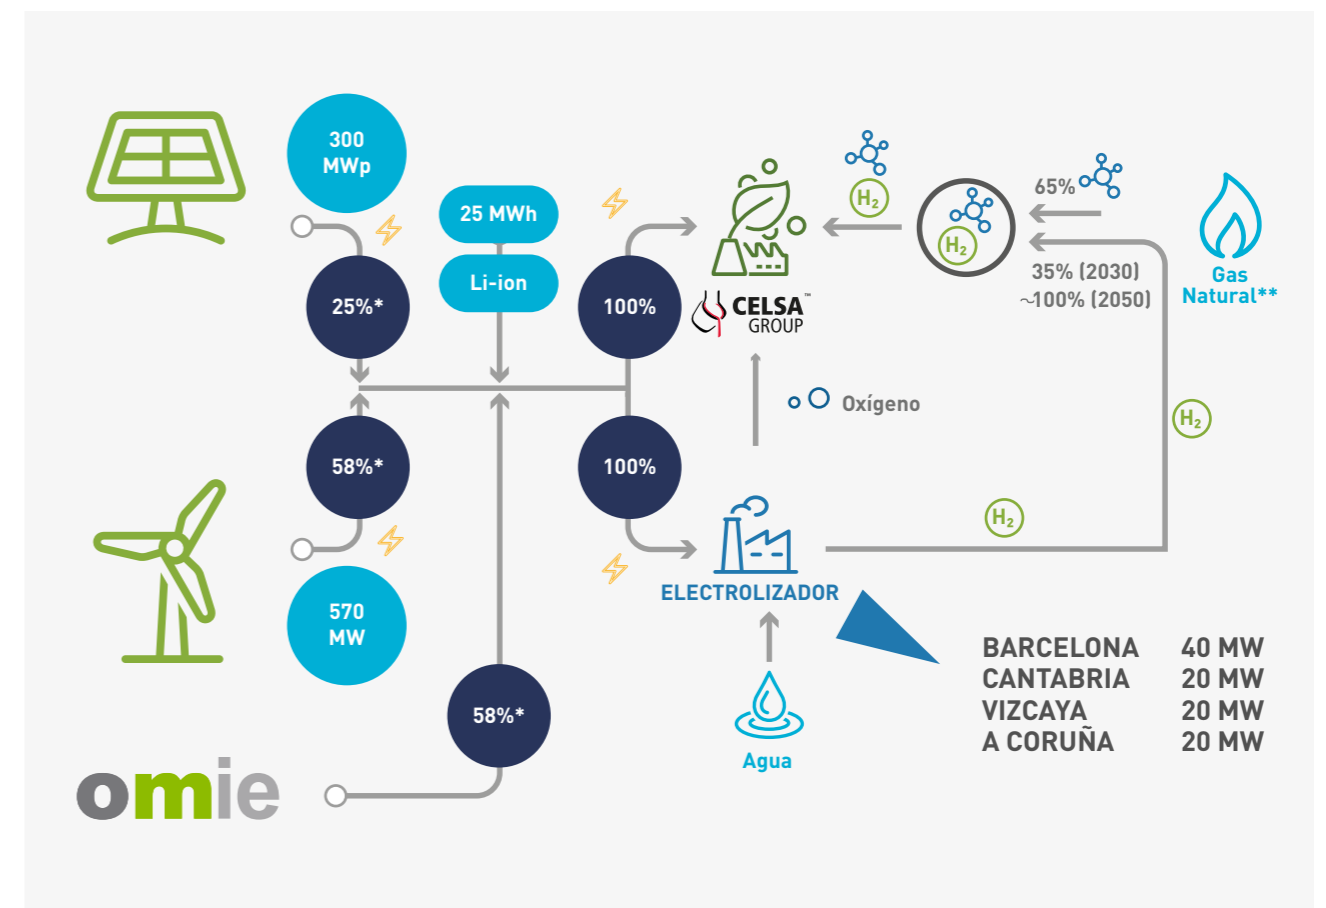 300
MWp
25%*
58%*
570
MW
25 MWh
Li-ion
58%*
omie
100%
100%
CELSA™
GROUP
H₂
H₂
65%
35% (2030)
~100% (2050)
Gas
Natural**
Oxígeno
H₂
H₂
ELECTROLIZADOR
Agua
BARCELONA 40 MW
CANTABRIA 20 MW
VIZCAYA 20 MW
A CORUÑA 20 MW